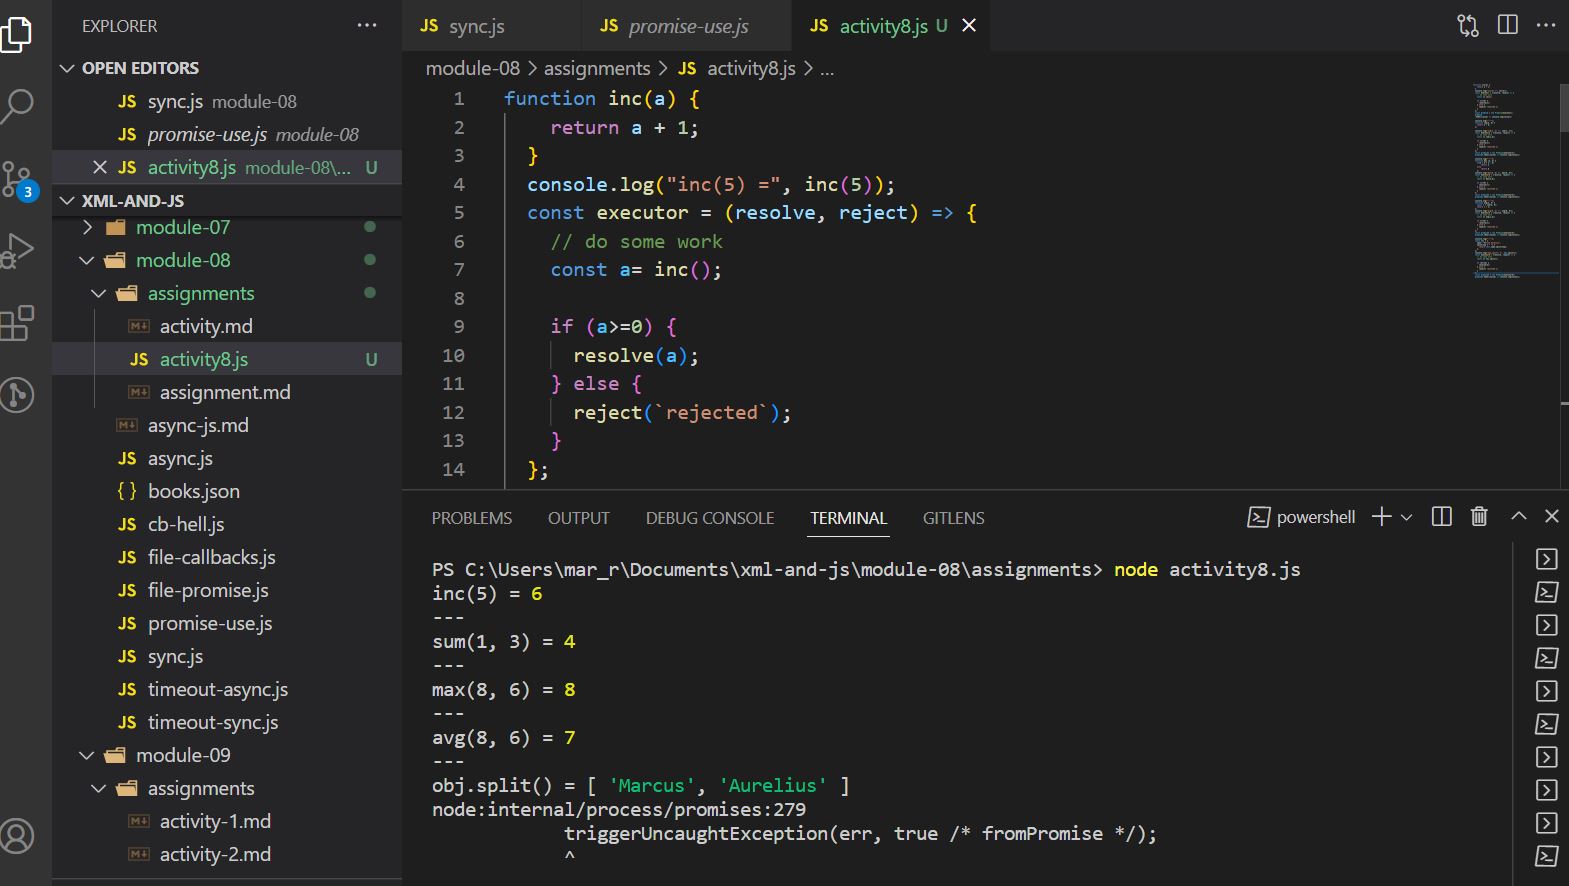 EXPLORER
OPEN EDITORS
JS sync.js module-08
JS promise-use.js module-08
JS activity8.js module-08\... U
3
XML-AND-JS
module-07
module-08
assignments
activity.md
JS activity8.js U
assignment.md
async-js.md
JS async.js
{ } books.json
JS cb-hell.js
JS file-callbacks.js
JS file-promise.js
JS promise-use.js
JS sync.js
JS timeout-async.js
JS timeout-sync.js
module-09
assignments
activity-1.md
activity-2.md
JS sync.js JS promise-use.js JS activity8.js U
module-08 > assignments > JS activity8.js > ...
1 function inc(a) {
2 return a + 1;
3 }
4 console.log("inc(5) =", inc(5));
5 const executor = (resolve, reject) => {
6 // do some work
7 const a= inc();
8
9 if (a>=0) {
10 resolve(a);
11 } else {
12 reject(`rejected`);
13 }
14 };
PROBLEMS OUTPUT DEBUG CONSOLE TERMINAL GITLENS powershell
PS C:\Users\mar_r\Documents\xml-and-js\module-08\assignments> node activity8.js
inc(5) = 6
---
sum(1, 3) = 4
---
max(8, 6) = 8
---
avg(8, 6) = 7
---
obj.split() = [ 'Marcus', 'Aurelius' ]
node:internal/process/promises:279
triggerUncaughtException(err, true /* fromPromise */);
^